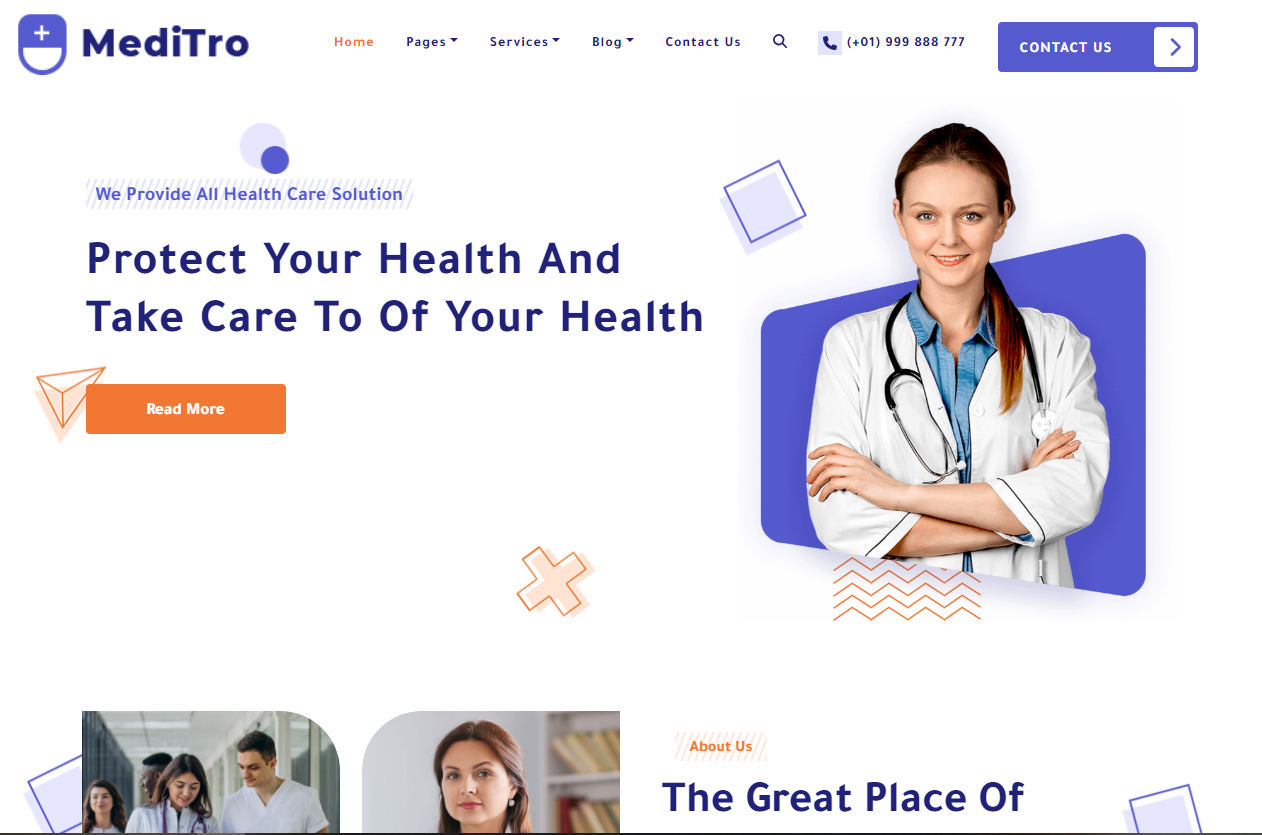 MediTro
Home Pages Services Blog Contact Us (+01) 999 888 777 CONTACT US
We Provide All Health Care Solution
Protect Your Health And
Take Care To Of Your Health
Read More
About Us
The Great Place Of